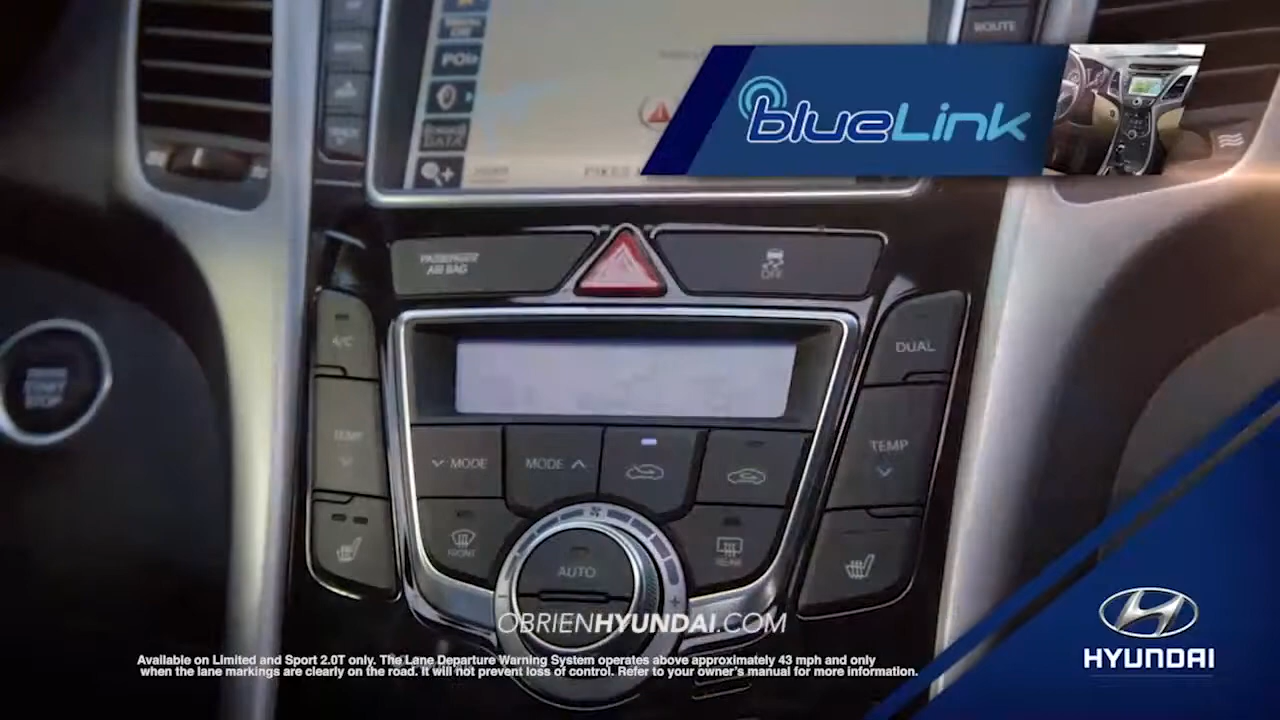 ROUTE
POI
DATA
blueLink
PASSENGER
AIR BAG
OFF
A/C
DUAL
START
STOP
TEMP
MODE
MODE
TEMP
FRONT
REAR
AUTO
OBRIENHYUNDAI.COM
HYUNDAI
Available on Limited and Sport 2.0T only. The Lane Departure Warning System operates above approximately 43 mph and only
when the lane markings are clearly on the road. It will not prevent loss of control. Refer to your owner's manual for more information.